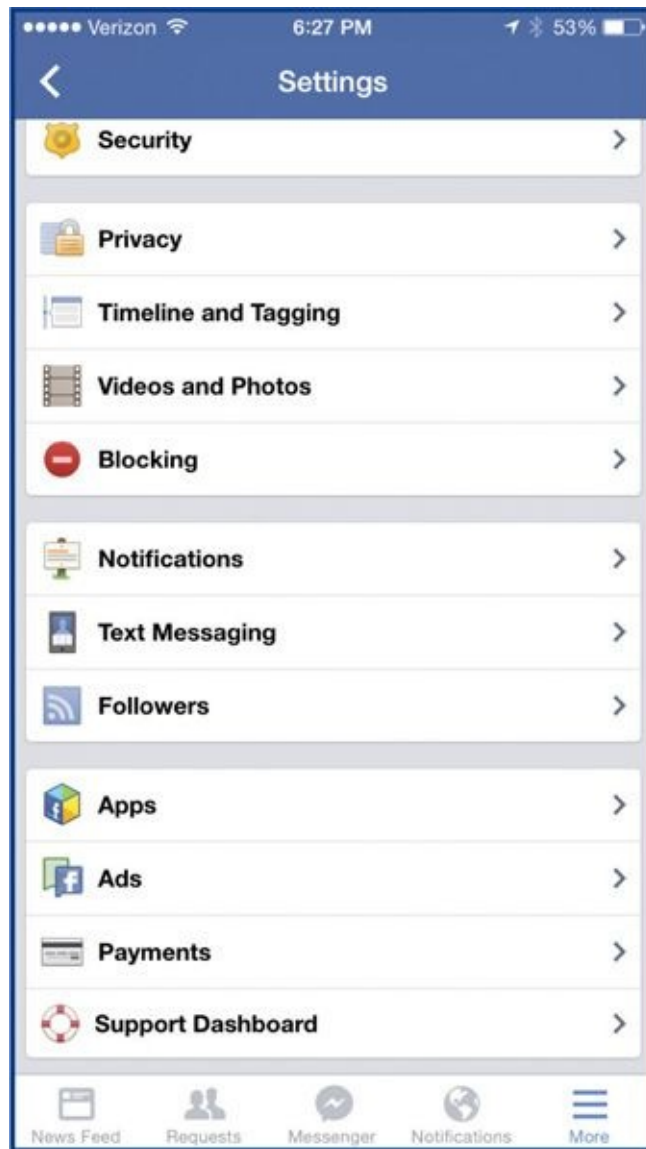 Verizon 6:27 PM 53%
Settings
Security
Privacy
Timeline and Tagging
Videos and Photos
Blocking
Notifications
Text Messaging
Followers
Apps
Ads
Payments
Support Dashboard
News Feed Requests Messenger Notifications More